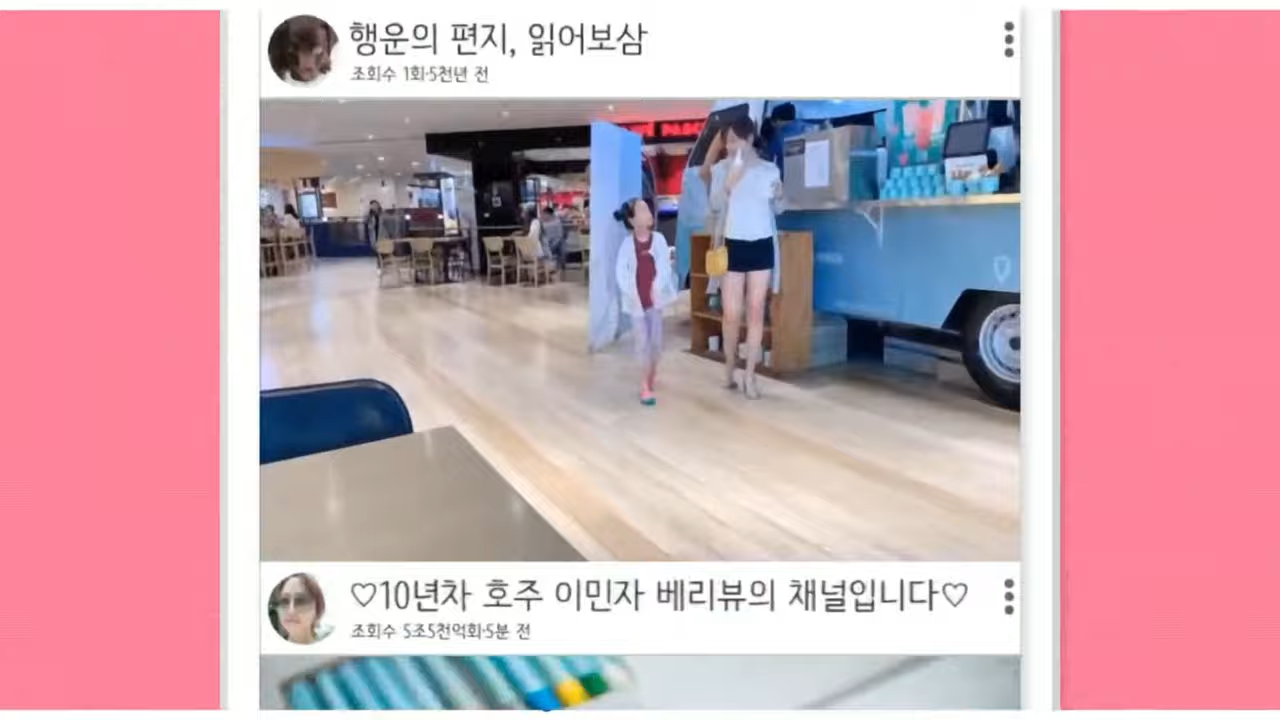 행운의 편지, 읽어보삼
조회수 1회·5천년 전
♡10년차 호주 이민자 베리뷰의 채널입니다♡
조회수 5조5천억회·5분 전